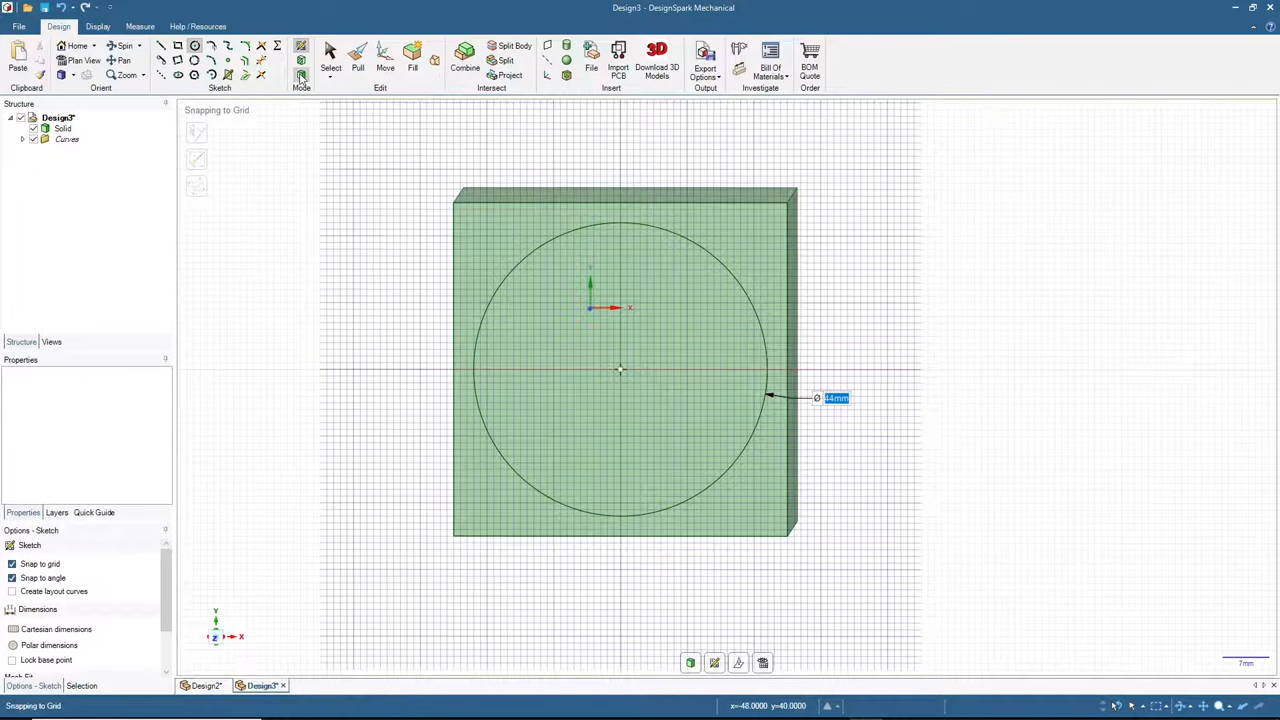 Design3 - DesignSpark Mechanical
File Design Display Measure Help / Resources
Home Spin
Plan View Pan
Zoom
Paste
Select
Pull
Move
Fill
Combine
Split Body
Split
Project
File
Import PCB
3D
Download 3D Models
Export Options
Bill Of Materials
BOM Quote
Clipboard Orient Sketch Mode Edit Intersect Insert Output Investigate Order
Structure
Design3*
Solid
Curves
Structure Views
Properties
Properties Layers Quick Guide
Options - Sketch
Sketch
Snap to grid
Snap to angle
Create layout curves
Dimensions
Cartesian dimensions
Polar dimensions
Lock base point
Options - Sketch Selection
Snapping to Grid
Y
X
Ø 44mm
Y
Z X
7mm
Design2* Design3*
Snapping to Grid
x=-48.0000 y=40.0000